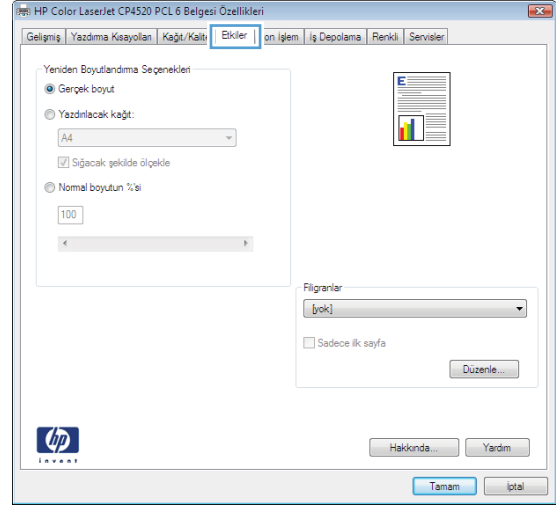 HP Color LaserJet CP4520 PCL 6 Belgesi Özellikleri
Gelişmiş Yazdırma Kısayolları Kağıt/Kalite Etkiler on işlem İş Depolama Renkli Servisler
Yeniden Boyutlandırma Seçenekleri
Gerçek boyut
Yazdırılacak kağıt:
A4
Sığacak şekilde ölçekle
Normal boyutun %'si
100
E
Filigranlar
[yok]
Sadece ilk sayfa
Düzenle...
hp
invent
Hakkında... Yardım
Tamam İptal